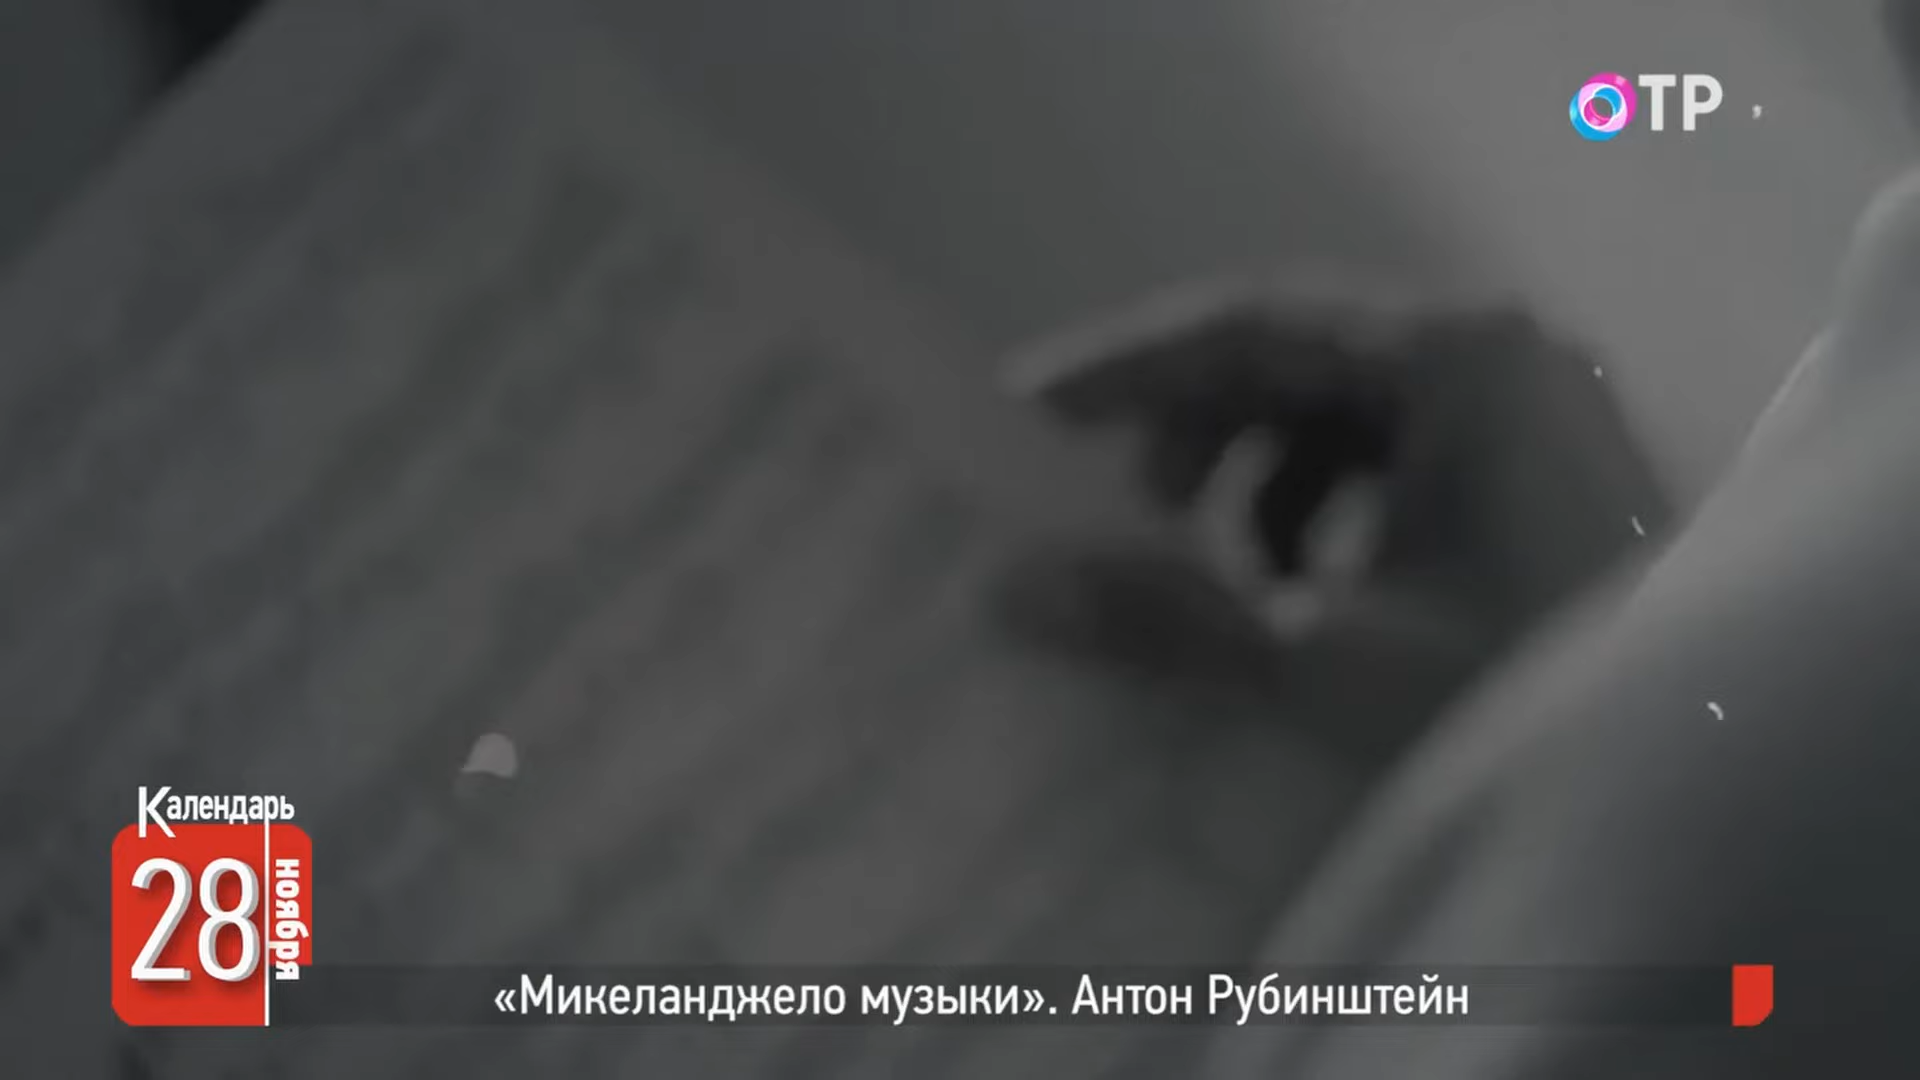 ОТР
Календарь
28
ноября
«Микеланджело музыки». Антон Рубинштейн